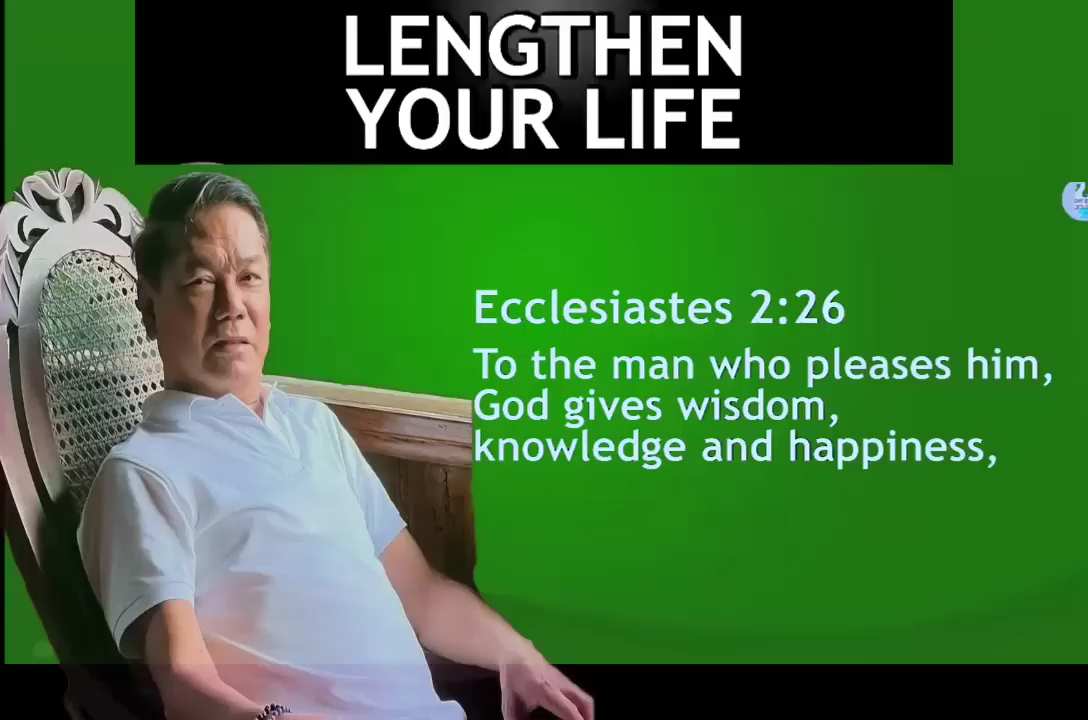 LENGTHEN
YOUR LIFE
Ecclesiastes 2:26
To the man who pleases him,
God gives wisdom,
knowledge and happiness,